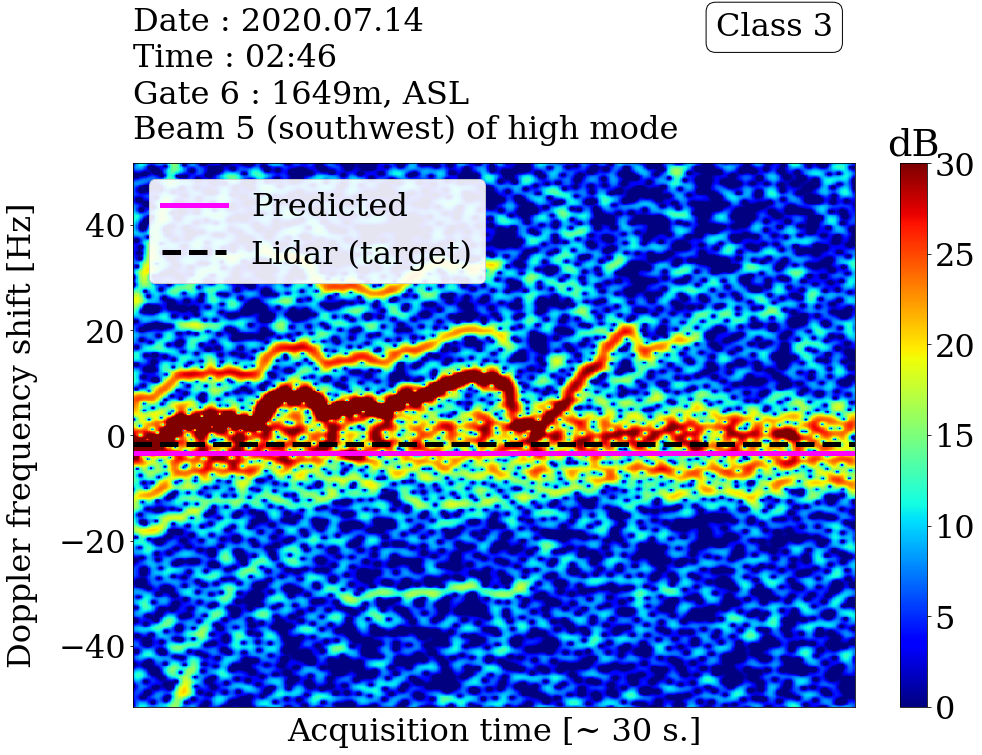 Date : 2020.07.14
Time : 02:46
Gate 6 : 1649m, ASL
Beam 5 (southwest) of high mode
Class 3
dB
Predicted
Lidar (target)
Doppler frequency shift [Hz]
40
20
0
−20
−40
30
25
20
15
10
5
0
Acquisition time [~ 30 s.]